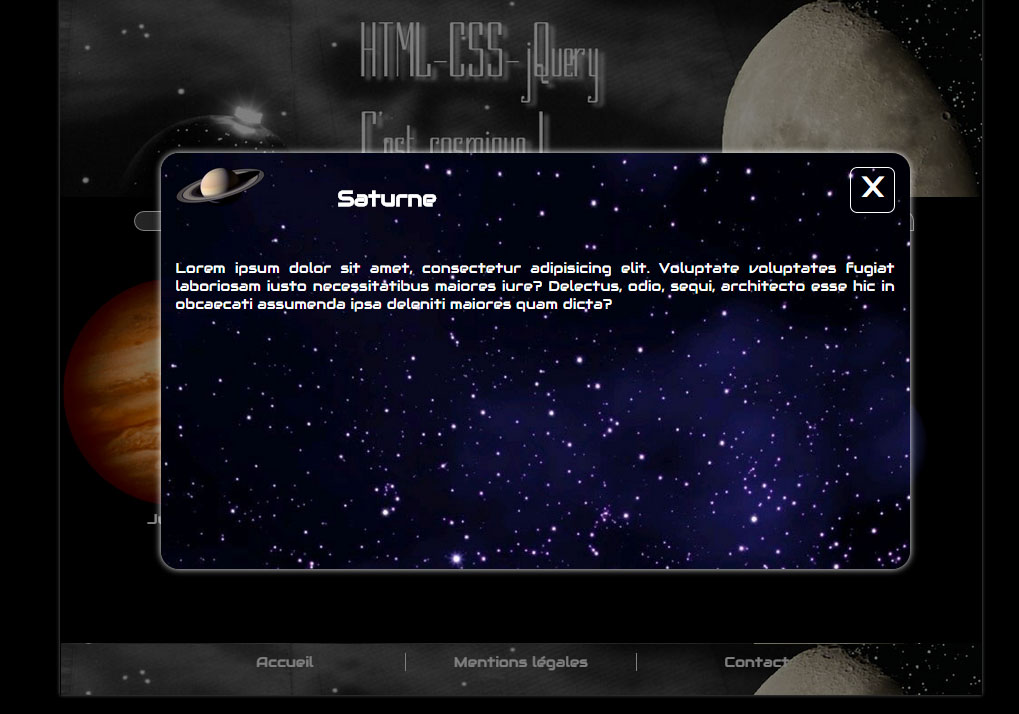 HTML-CSS-jQuery
C'est cosmique !
Saturne
X
Lorem ipsum dolor sit amet, consectetur adipisicing elit. Voluptate voluptates fugiat
laboriosam iusto necessitatibus maiores iure? Delectus, odio, sequi, architecto esse hic in
obcaecati assumenda ipsa deleniti maiores quam dicta?
Accueil
Mentions légales
Contact